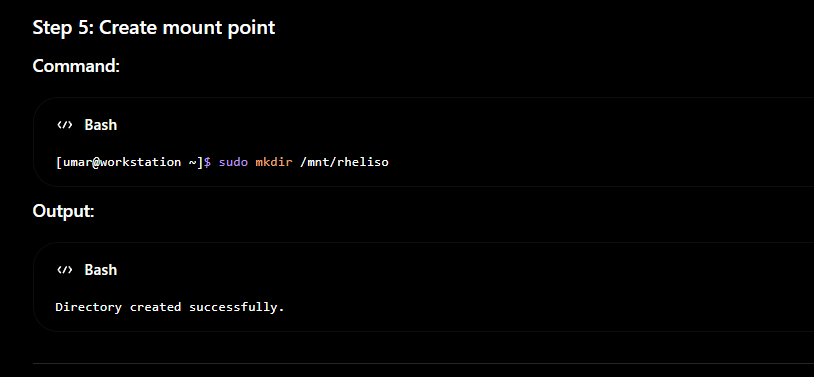 Step 5: Create mount point
Command:
</> Bash
[umar@workstation ~]$ sudo mkdir /mnt/rheliso
Output:
</> Bash
Directory created successfully.